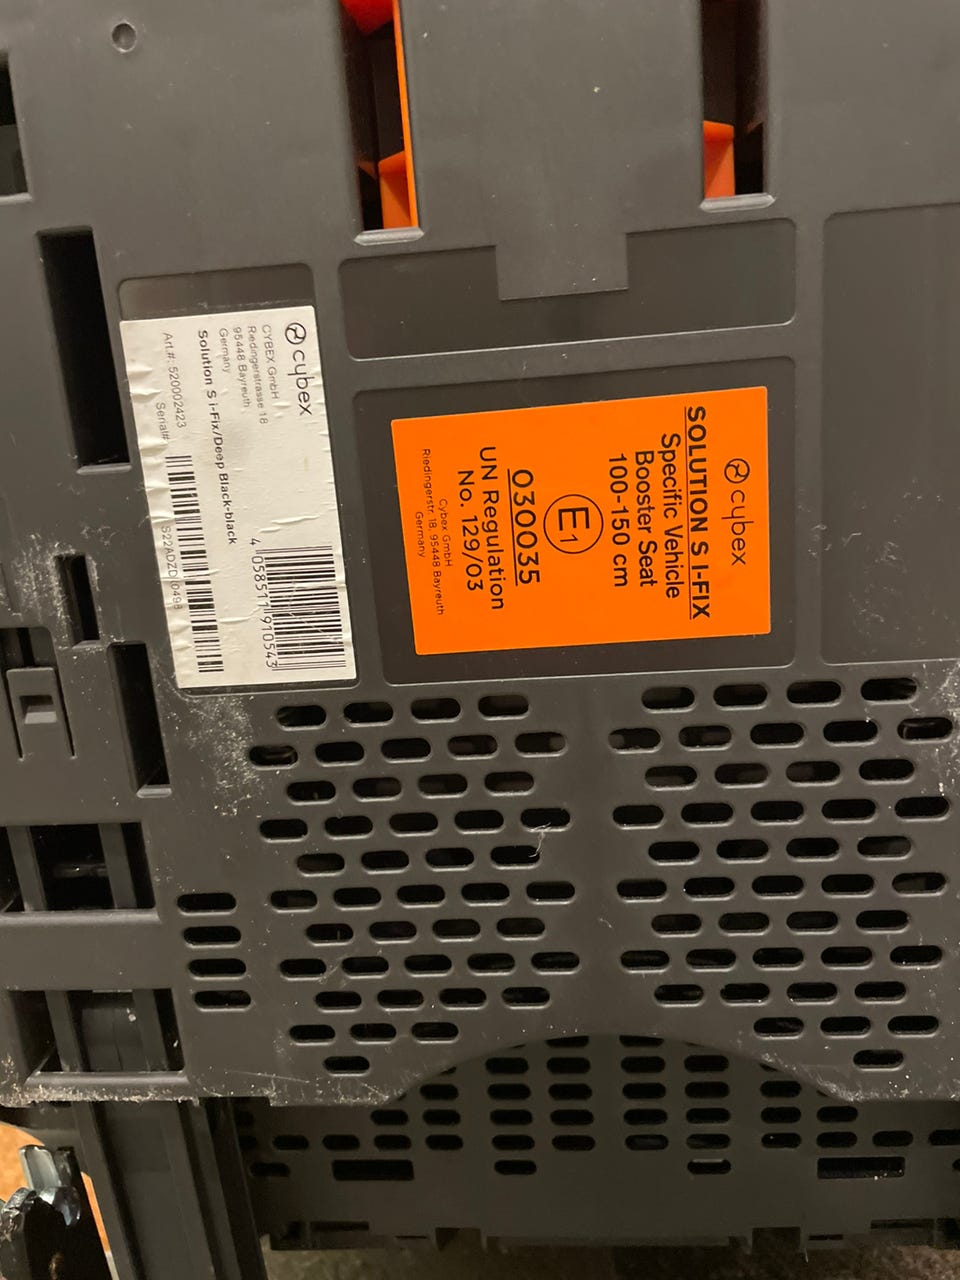 cybex
CYBEX GmbH
Riedingerstrasse 18
95448 Bayreuth
Germany
Solution S i-Fix/Deep Black-black
Art.#: 520002423
Serial#:
4 058511 910543
cybex
SOLUTION S I-FIX
Specific Vehicle
Booster Seat
100-150 cm
E1
030035
UN Regulation
No. 129/03
Cybex GmbH
Riedingerstr. 18, 95448 Bayreuth
Germany